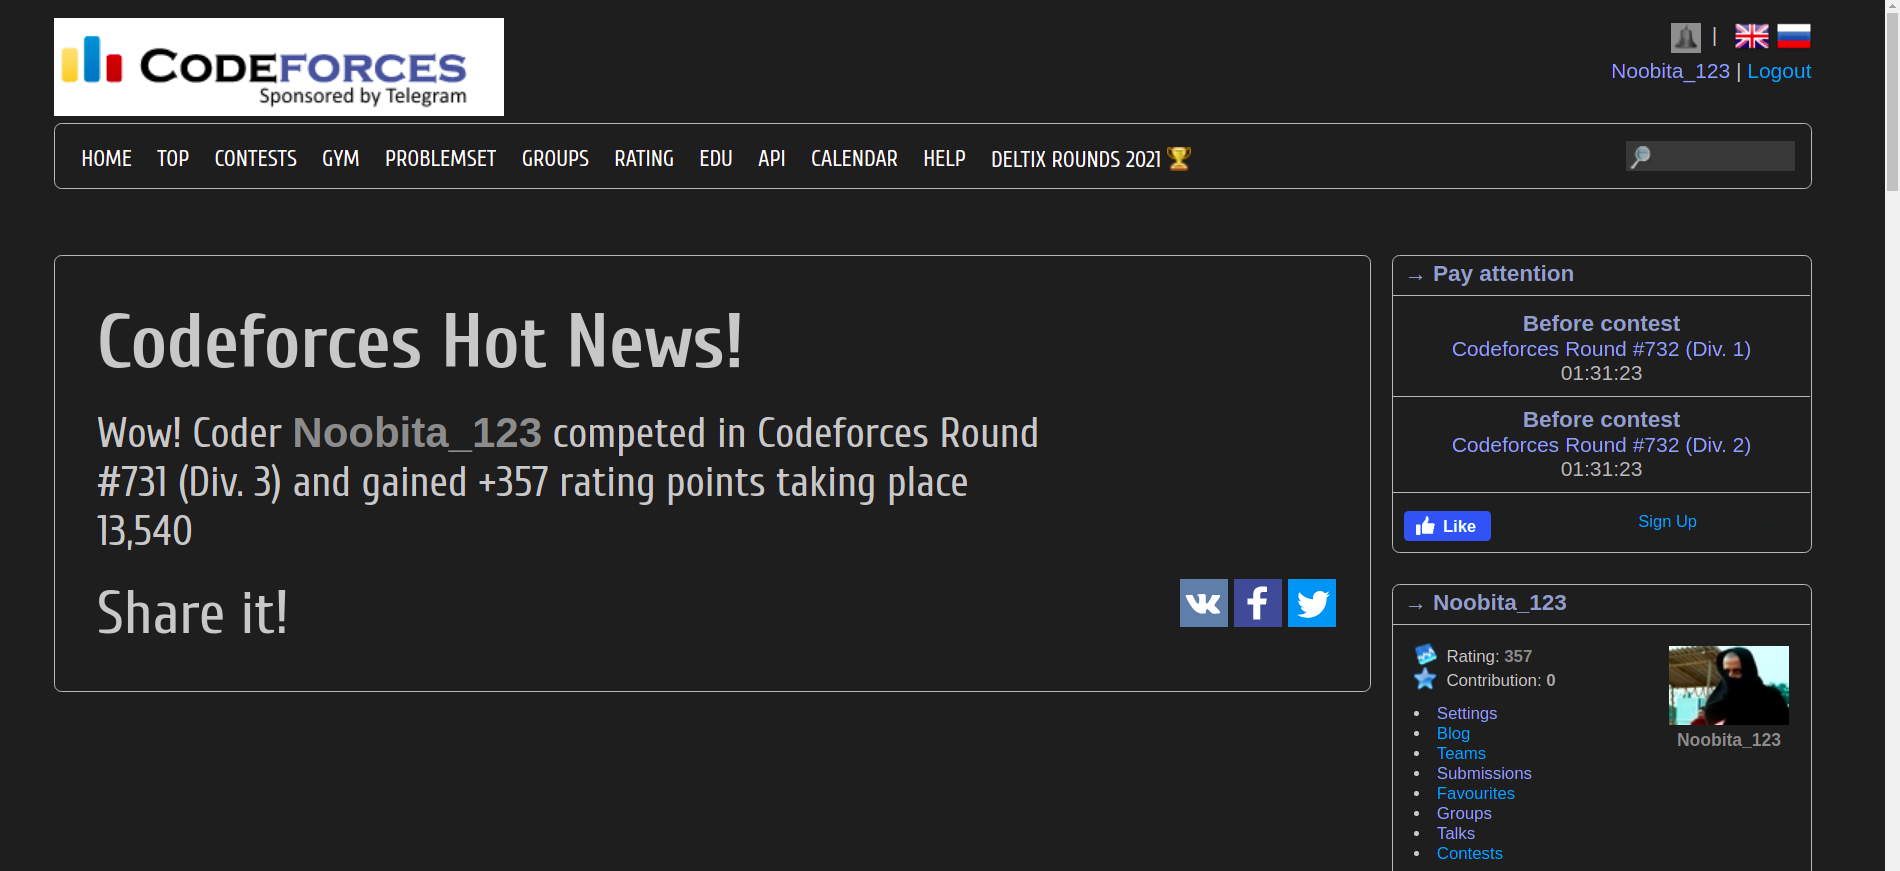 CODEFORCES
Sponsored by Telegram
|
Noobita_123 | Logout
HOME TOP CONTESTS GYM PROBLEMSET GROUPS RATING EDU API CALENDAR HELP DELTIX ROUNDS 2021
Codeforces Hot News!
Wow! Coder Noobita_123 competed in Codeforces Round
#731 (Div. 3) and gained +357 rating points taking place
13,540
Share it!
→ Pay attention
Before contest
Codeforces Round #732 (Div. 1)
01:31:23
Before contest
Codeforces Round #732 (Div. 2)
01:31:23
Like Sign Up
→ Noobita_123
Rating: 357
Contribution: 0
Noobita_123
• Settings
• Blog
• Teams
• Submissions
• Favourites
• Groups
• Talks
• Contests